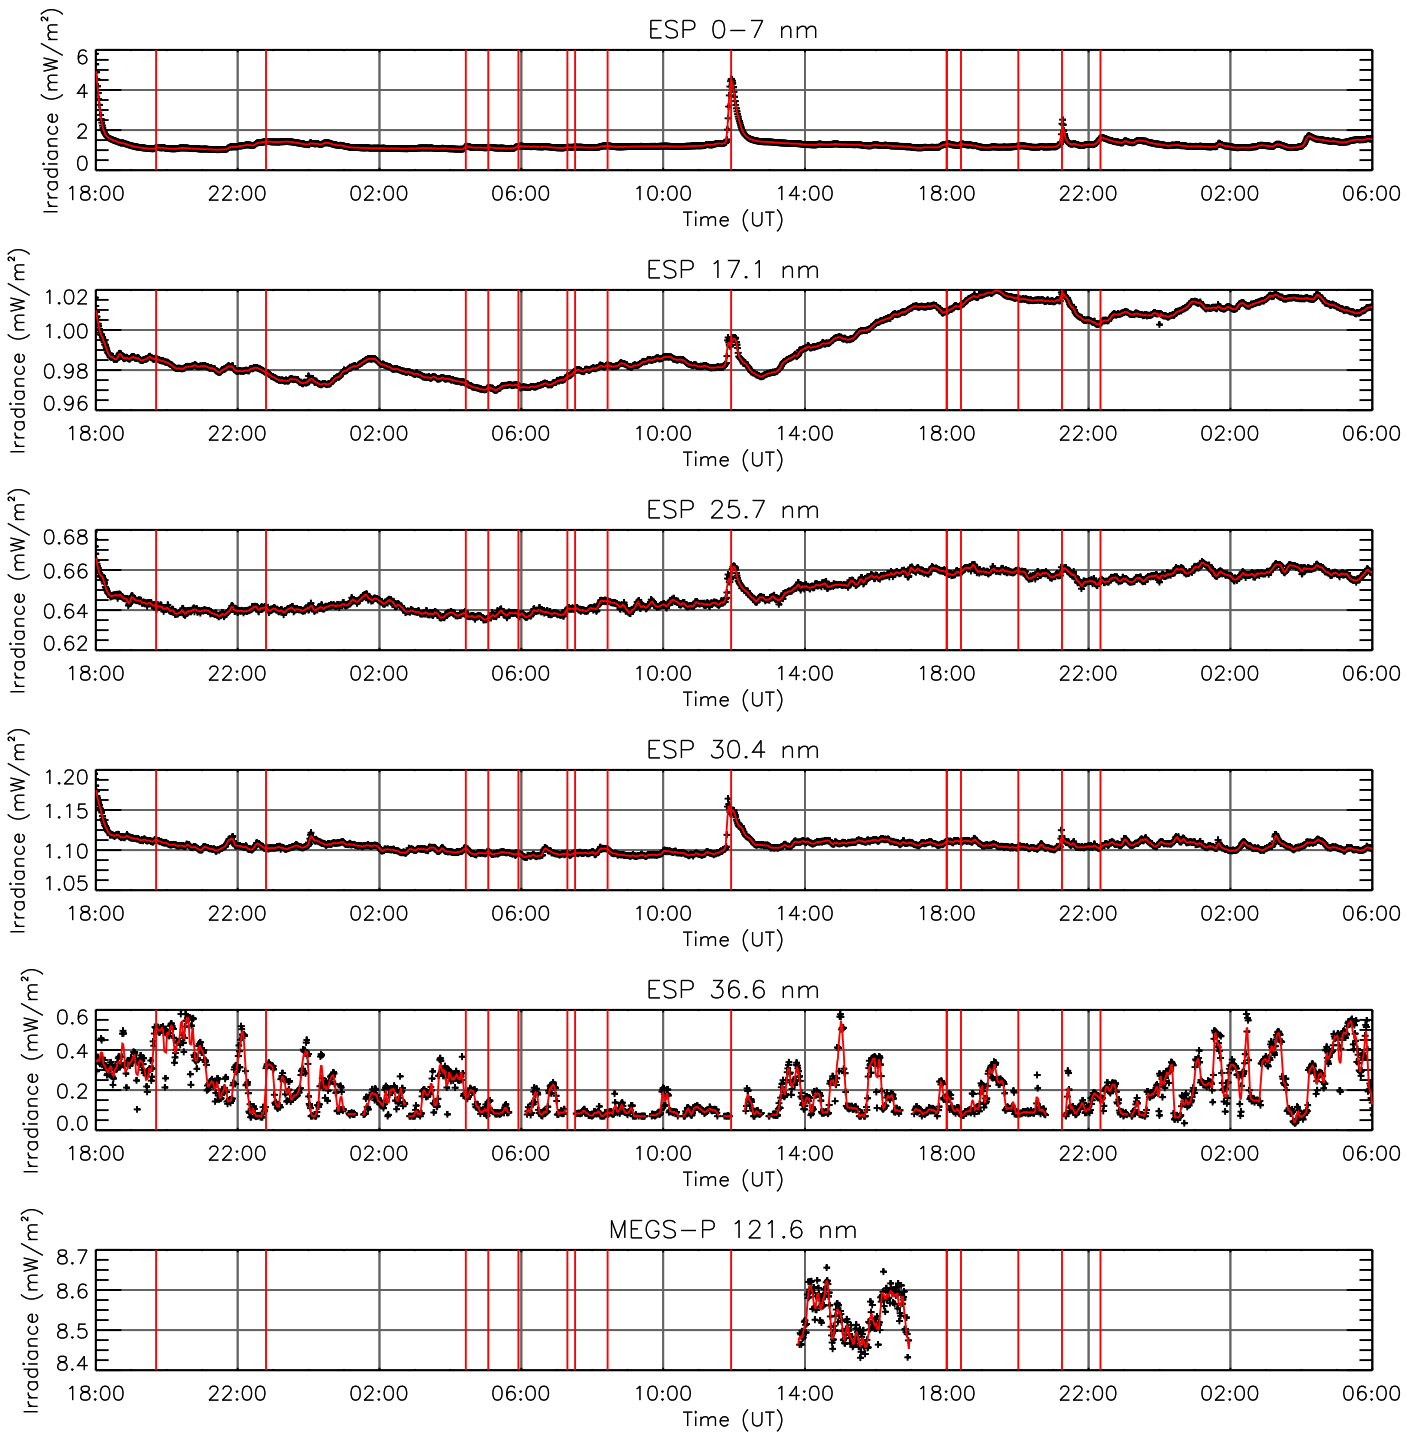 ESP 0-7 nm
Irradiance (mW/m²)
6
4
2
0
18:00 22:00 02:00 06:00 10:00 14:00 18:00 22:00 02:00 06:00
Time (UT)
ESP 17.1 nm
Irradiance (mW/m²)
1.02
1.00
0.98
0.96
18:00 22:00 02:00 06:00 10:00 14:00 18:00 22:00 02:00 06:00
Time (UT)
ESP 25.7 nm
Irradiance (mW/m²)
0.68
0.66
0.64
0.62
18:00 22:00 02:00 06:00 10:00 14:00 18:00 22:00 02:00 06:00
Time (UT)
ESP 30.4 nm
Irradiance (mW/m²)
1.20
1.15
1.10
1.05
18:00 22:00 02:00 06:00 10:00 14:00 18:00 22:00 02:00 06:00
Time (UT)
ESP 36.6 nm
Irradiance (mW/m²)
0.6
0.4
0.2
0.0
18:00 22:00 02:00 06:00 10:00 14:00 18:00 22:00 02:00 06:00
Time (UT)
MEGS-P 121.6 nm
Irradiance (mW/m²)
8.7
8.6
8.5
8.4
18:00 22:00 02:00 06:00 10:00 14:00 18:00 22:00 02:00 06:00
Time (UT)